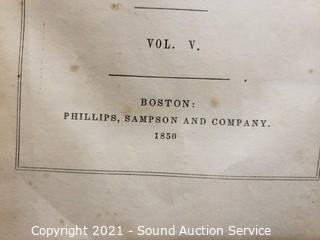 VOL. V.
BOSTON:
PHILLIPS, SAMPSON AND COMPANY.
1850
Copyright 2021 - Sound Auction Service